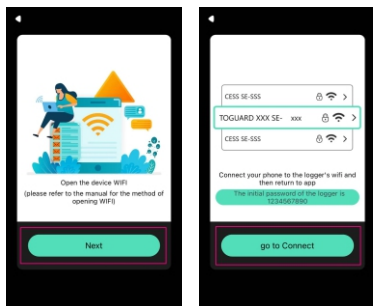 Open the device WIFI
(please refer to the manual for the method of
opening WIFI)
Next
CESS SE-SSS
TOGUARD XXX SE- xxx
CESS SE-SSS
Connect your phone to the logger's wifi and
then return to app
The initial password of the logger is
1234567890
go to Connect